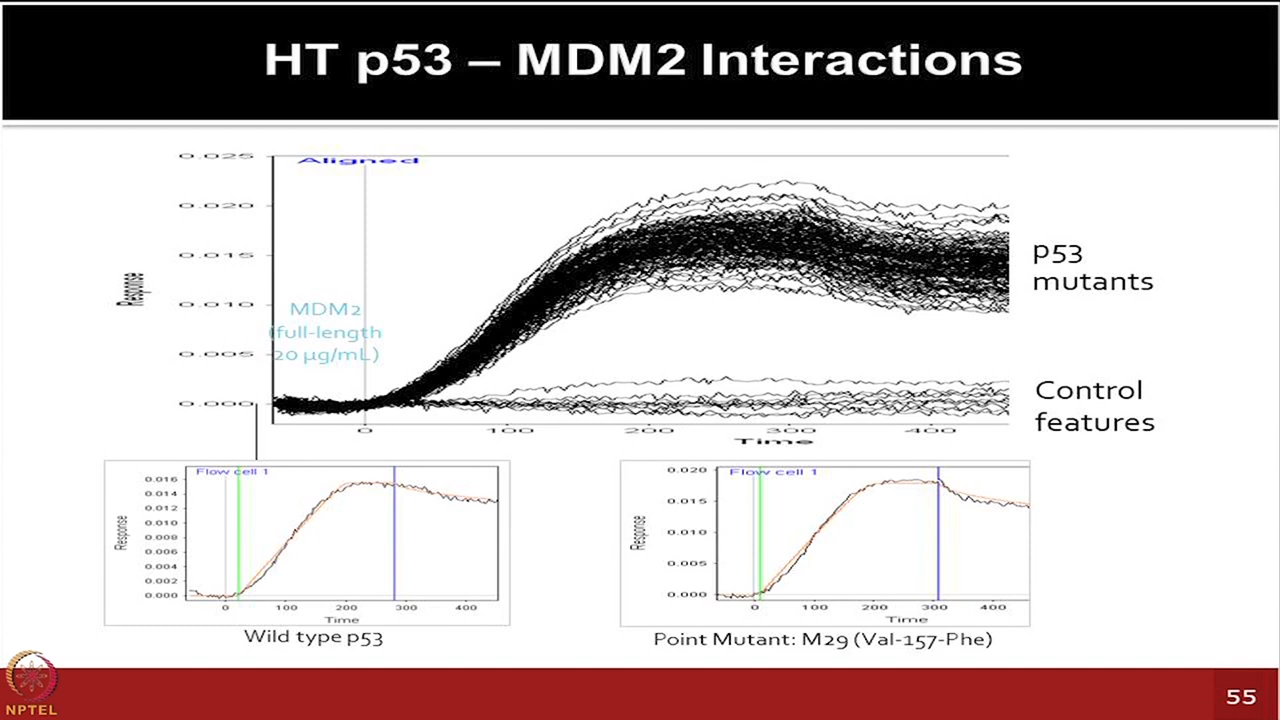 HT p53 – MDM2 Interactions
Aligned
0.025
0.020
0.015
0.010
0.005
0.000
Response
MDM2
(full-length
20 µg/mL)
0 100 200 300 400
Time
p53
mutants
Control
features
Flow cell 1
0.016
0.014
0.012
0.010
0.008
0.006
0.004
0.002
0.000
Response
0 100 200 300 400
Time
Wild type p53
Flow cell 1
0.020
0.015
0.010
0.005
0.000
Response
0 100 200 300 400
Time
Point Mutant: M29 (Val-157-Phe)
NPTEL
55